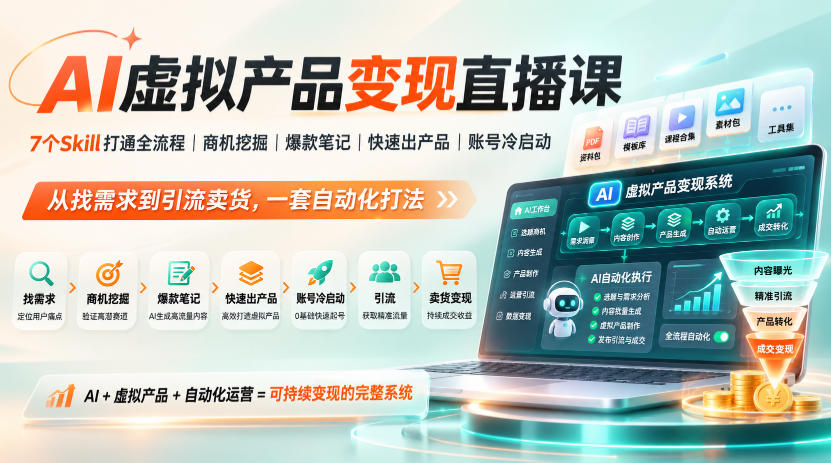 AI虚拟产品变现直播课
7个Skill 打通全流程 | 商机挖掘 | 爆款笔记 | 快速出产品 | 账号冷启动
从找需求到引流卖货，一套自动化打法 >>
找需求
定位用户痛点
商机挖掘
验证高潜赛道
爆款笔记
AI生成高流量内容
快速出产品
高效打造虚拟产品
账号冷启动
0基础快速起号
引流
获取精准流量
卖货变现
持续成交收益
AI + 虚拟产品 + 自动化运营 = 可持续变现的完整系统
PDF
资料包
模板库
课程合集
素材包
工具集
AI 虚拟产品变现系统
AI工作台
选题商机
内容生成
产品制作
运营引流
数据变现
需求洞察
内容创作
产品生成
自动运营
成交转化
AI自动化执行
选题与需求分析
内容批量生成
虚拟产品制作
发布引流与成交
全流程自动化
内容曝光
精准引流
产品转化
成交变现
¥